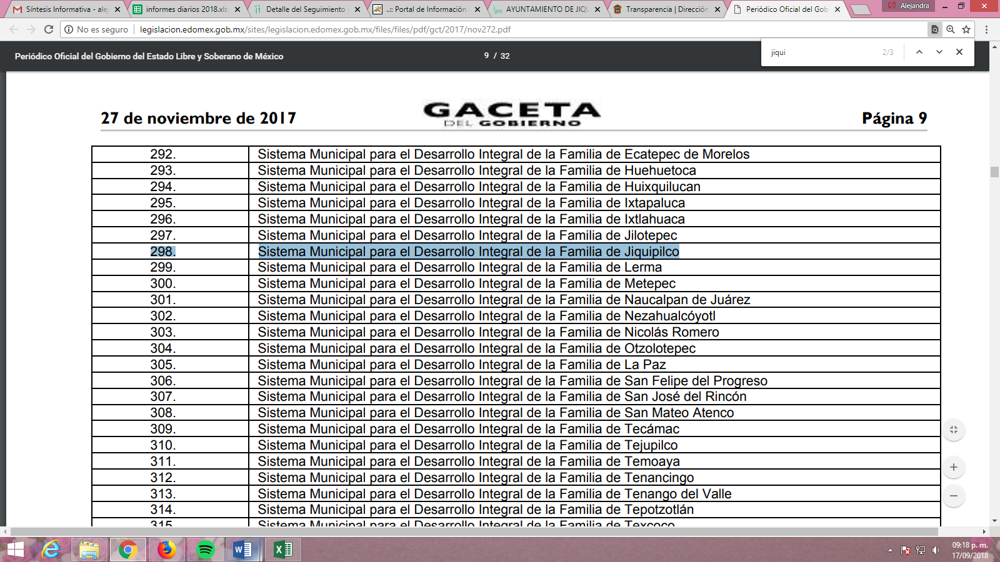 Síntesis Informativa - ale
informes diarios 2018.xls
Detalle del Seguimiento
..:: Portal de Información
AYUNTAMIENTO DE JIQU
Transparencia | Dirección
Periódico Oficial del Gob
Alejandra
No es seguro
legislacion.edomex.gob.mx/sites/legislacion.edomex.gob.mx/files/files/pdf/gct/2017/nov272.pdf
jiqui
2/3
Periódico Oficial del Gobierno del Estado Libre y Soberano de México
9 / 32
27 de noviembre de 2017
GACETA
DEL GOBIERNO
Página 9
292. Sistema Municipal para el Desarrollo Integral de la Familia de Ecatepec de Morelos
293. Sistema Municipal para el Desarrollo Integral de la Familia de Huehuetoca
294. Sistema Municipal para el Desarrollo Integral de la Familia de Huixquilucan
295. Sistema Municipal para el Desarrollo Integral de la Familia de Ixtapaluca
296. Sistema Municipal para el Desarrollo Integral de la Familia de Ixtlahuaca
297. Sistema Municipal para el Desarrollo Integral de la Familia de Jilotepec
298. Sistema Municipal para el Desarrollo Integral de la Familia de Jiquipilco
299. Sistema Municipal para el Desarrollo Integral de la Familia de Lerma
300. Sistema Municipal para el Desarrollo Integral de la Familia de Metepec
301. Sistema Municipal para el Desarrollo Integral de la Familia de Naucalpan de Juárez
302. Sistema Municipal para el Desarrollo Integral de la Familia de Nezahualcóyotl
303. Sistema Municipal para el Desarrollo Integral de la Familia de Nicolás Romero
304. Sistema Municipal para el Desarrollo Integral de la Familia de Otzolotepec
305. Sistema Municipal para el Desarrollo Integral de la Familia de La Paz
306. Sistema Municipal para el Desarrollo Integral de la Familia de San Felipe del Progreso
307. Sistema Municipal para el Desarrollo Integral de la Familia de San José del Rincón
308. Sistema Municipal para el Desarrollo Integral de la Familia de San Mateo Atenco
309. Sistema Municipal para el Desarrollo Integral de la Familia de Tecámac
310. Sistema Municipal para el Desarrollo Integral de la Familia de Tejupilco
311. Sistema Municipal para el Desarrollo Integral de la Familia de Temoaya
312. Sistema Municipal para el Desarrollo Integral de la Familia de Tenancingo
313. Sistema Municipal para el Desarrollo Integral de la Familia de Tenango del Valle
314. Sistema Municipal para el Desarrollo Integral de la Familia de Tepotzotlán
315. Sistema Municipal para el Desarrollo Integral de la Familia de Texcoco
09:18 p. m.
17/09/2018